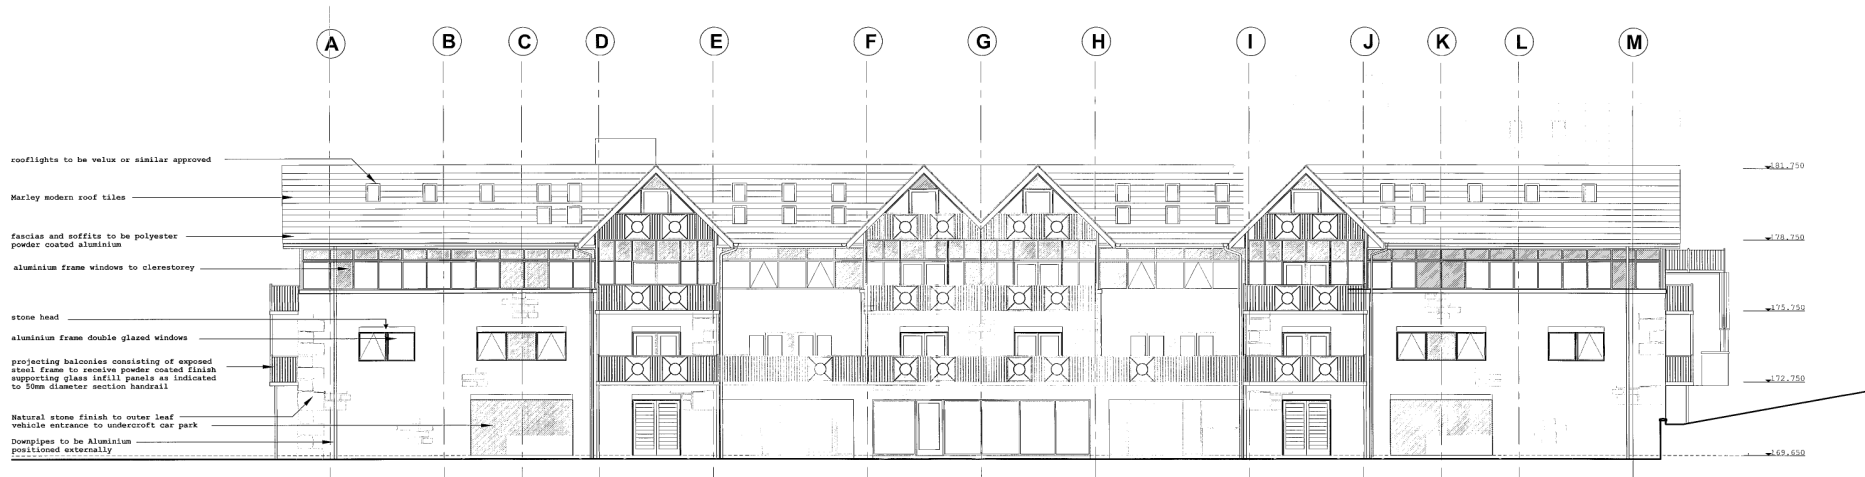 A B C D E F G H I J K L M
rooflights to be velux or similar approved
181.750
Marley modern roof tiles
fascias and soffits to be polyester
powder coated aluminium
178.750
aluminium frame windows to clerestorey
175.750
stone head
aluminium frame double glazed windows
projecting balconies consisting of exposed
steel frame to receive powder coated finish
supporting glass infill panels as indicated
to 50mm diameter section handrail
172.750
Natural stone finish to outer leaf
vehicle entrance to undercroft car park
Downpipes to be Aluminium
positioned externally
169.650